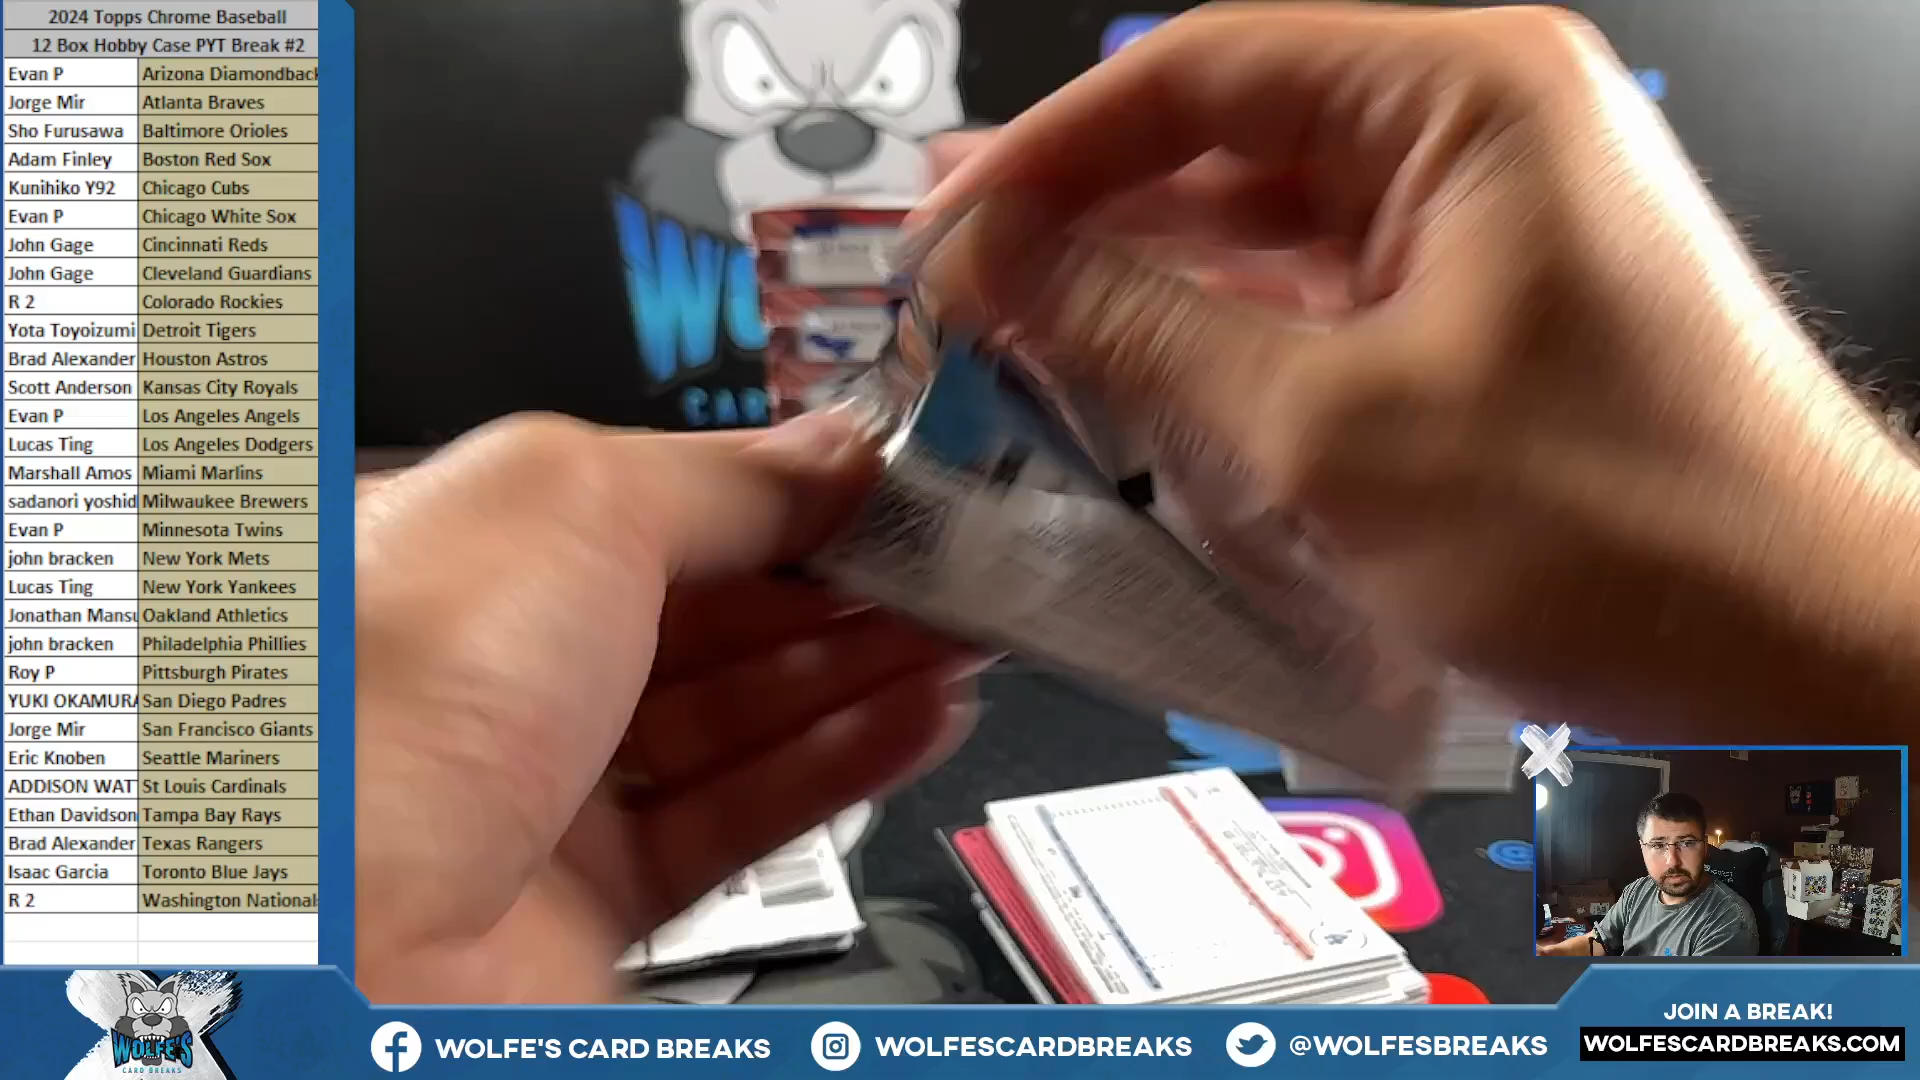 2024 Topps Chrome Baseball
12 Box Hobby Case PYT Break #2
Evan P Arizona Diamondback
Jorge Mir Atlanta Braves
Sho Furusawa Baltimore Orioles
Adam Finley Boston Red Sox
Kunihiko Y92 Chicago Cubs
Evan P Chicago White Sox
John Gage Cincinnati Reds
John Gage Cleveland Guardians
R 2 Colorado Rockies
Yota Toyoizumi Detroit Tigers
Brad Alexander Houston Astros
Scott Anderson Kansas City Royals
Evan P Los Angeles Angels
Lucas Ting Los Angeles Dodgers
Marshall Amos Miami Marlins
sadanori yoshid Milwaukee Brewers
Evan P Minnesota Twins
john bracken New York Mets
Lucas Ting New York Yankees
Jonathan Mansu Oakland Athletics
john bracken Philadelphia Phillies
Roy P Pittsburgh Pirates
YUKI OKAMURA San Diego Padres
Jorge Mir San Francisco Giants
Eric Knoben Seattle Mariners
ADDISON WAT St Louis Cardinals
Ethan Davidson Tampa Bay Rays
Brad Alexander Texas Rangers
Isaac Garcia Toronto Blue Jays
R 2 Washington Nationals
WOLFE'S
CARD BREAKS
WOLFE'S CARD BREAKS
WOLFESCARDBREAKS
@WOLFESBREAKS
JOIN A BREAK!
WOLFESCARDBREAKS.COM